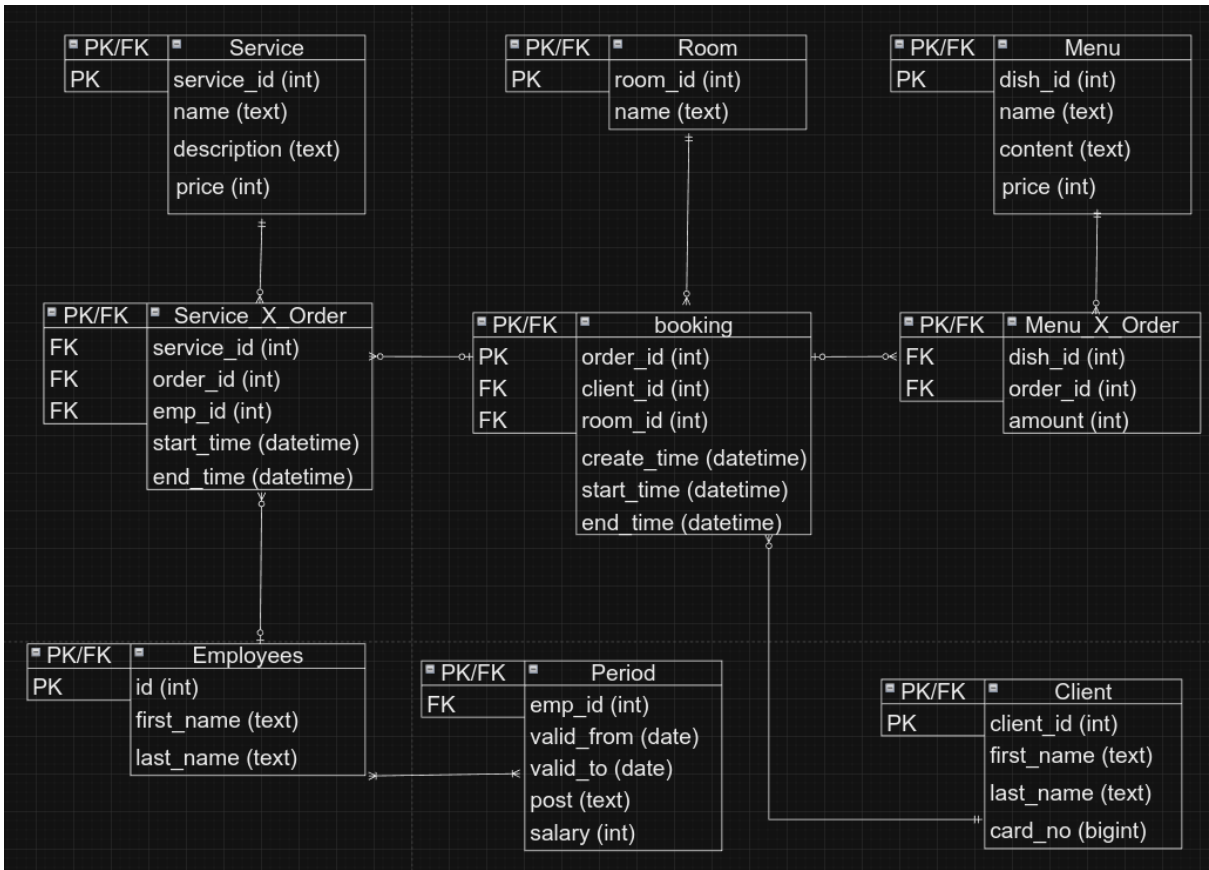 PK/FK Service
PK service_id (int)
name (text)
description (text)
price (int)
PK/FK Room
PK room_id (int)
name (text)
PK/FK Menu
PK dish_id (int)
name (text)
content (text)
price (int)
PK/FK Service_X_Order
FK service_id (int)
FK order_id (int)
FK emp_id (int)
start_time (datetime)
end_time (datetime)
PK/FK booking
PK order_id (int)
FK client_id (int)
FK room_id (int)
create_time (datetime)
start_time (datetime)
end_time (datetime)
PK/FK Menu_X_Order
FK dish_id (int)
FK order_id (int)
amount (int)
PK/FK Employees
PK id (int)
first_name (text)
last_name (text)
PK/FK Period
FK emp_id (int)
valid_from (date)
valid_to (date)
post (text)
salary (int)
PK/FK Client
PK client_id (int)
first_name (text)
last_name (text)
card_no (bigint)